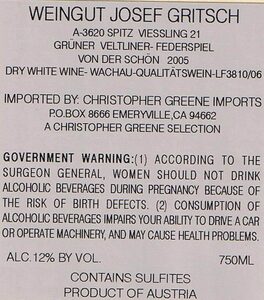 WEINGUT JOSEF GRITSCH
A-3620 SPITZ VIESSLING 21
GRÜNER VELTLINER- FEDERSPIEL
VON DER SCHÖN 2005
DRY WHITE WINE- WACHAU-QUALITÄTSWEIN-LF3810/06
IMPORTED BY: CHRISTOPHER GREENE IMPORTS
P.O.BOX 8666 EMERYVILLE,CA 94662
A CHRISTOPHER GREENE SELECTION
GOVERNMENT WARNING:(1) ACCORDING TO THE
SURGEON GENERAL, WOMEN SHOULD NOT DRINK
ALCOHOLIC BEVERAGES DURING PREGNANCY BECAUSE OF
THE RISK OF BIRTH DEFECTS. (2) CONSUMPTION OF
ALCOHOLIC BEVERAGES IMPAIRS YOUR ABILITY TO DRIVE A CAR
OR OPERATE MACHINERY, AND MAY CAUSE HEALTH PROBLEMS.
ALC.12% BY VOL. 750ML
CONTAINS SULFITES
PRODUCT OF AUSTRIA